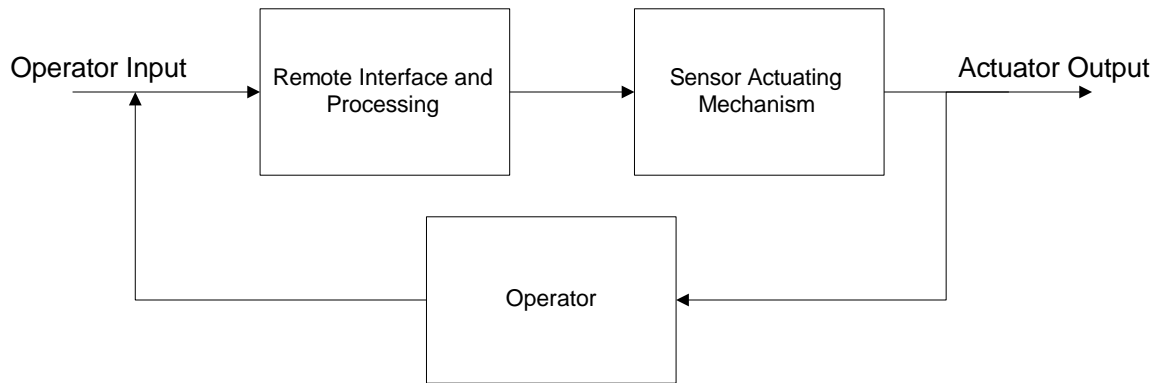 Operator Input
Remote Interface and
Processing
Sensor Actuating
Mechanism
Actuator Output
Operator